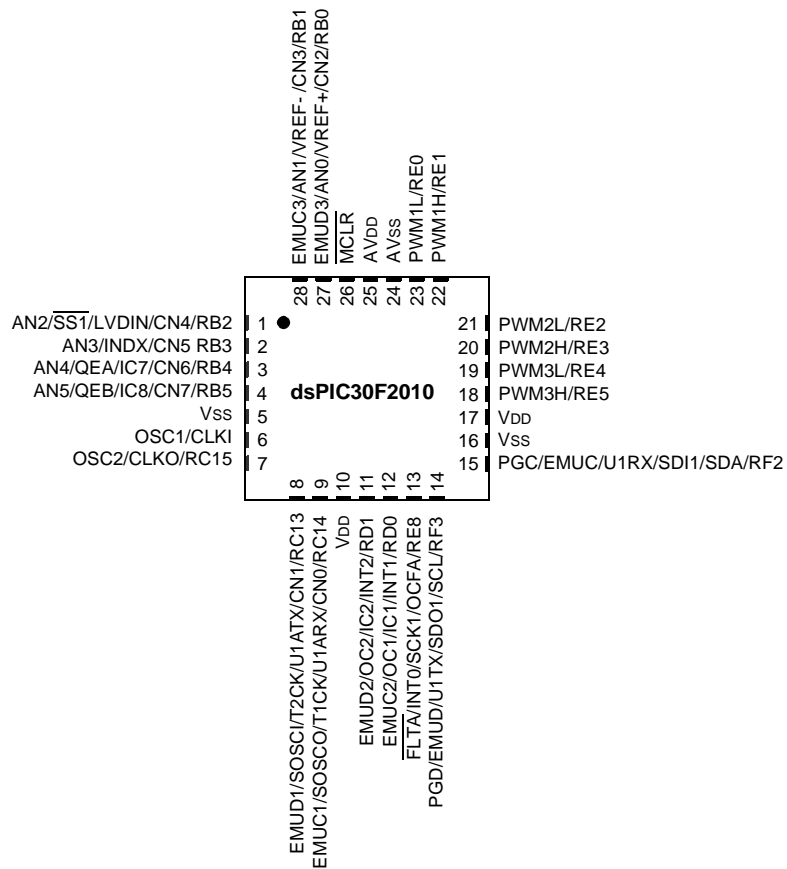 EMUC3/AN1/VREF- /CN3/RB1
EMUD3/AN0/VREF+/CN2/RB0
MCLR
AVDD
AVSS
PWM1L/RE0
PWM1H/RE1
28
27
26
25
24
23
22
AN2/SS1/LVDIN/CN4/RB2 1
AN3/INDX/CN5 RB3 2
AN4/QEA/IC7/CN6/RB4 3
AN5/QEB/IC8/CN7/RB5 4
VSS 5
OSC1/CLKI 6
OSC2/CLKO/RC15 7
dsPIC30F2010
21 PWM2L/RE2
20 PWM2H/RE3
19 PWM3L/RE4
18 PWM3H/RE5
17 VDD
16 VSS
15 PGC/EMUC/U1RX/SDI1/SDA/RF2
8
9
10
11
12
13
14
EMUD1/SOSCI/T2CK/U1ATX/CN1/RC13
EMUC1/SOSCO/T1CK/U1ARX/CN0/RC14
VDD
EMUD2/OC2/IC2/INT2/RD1
EMUC2/OC1/IC1/INT1/RD0
FLTA/INT0/SCK1/OCFA/RE8
PGD/EMUD/U1TX/SDO1/SCL/RF3